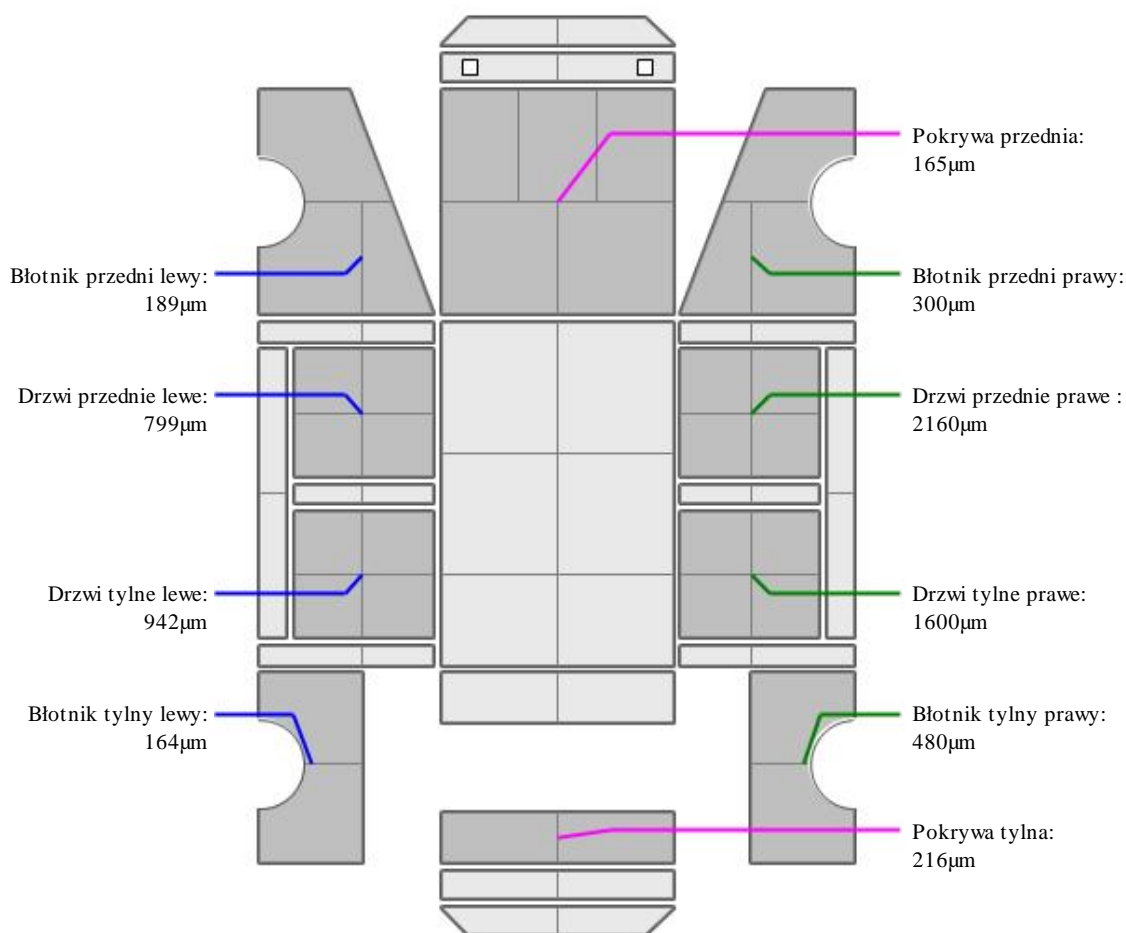 Pokrywa przednia:
165µm
Błotnik przedni lewy:
189µm
Błotnik przedni prawy:
300µm
Drzwi przednie lewe:
799µm
Drzwi przednie prawe :
2160µm
Drzwi tylne lewe:
942µm
Drzwi tylne prawe:
1600µm
Błotnik tylny lewy:
164µm
Błotnik tylny prawy:
480µm
Pokrywa tylna:
216µm